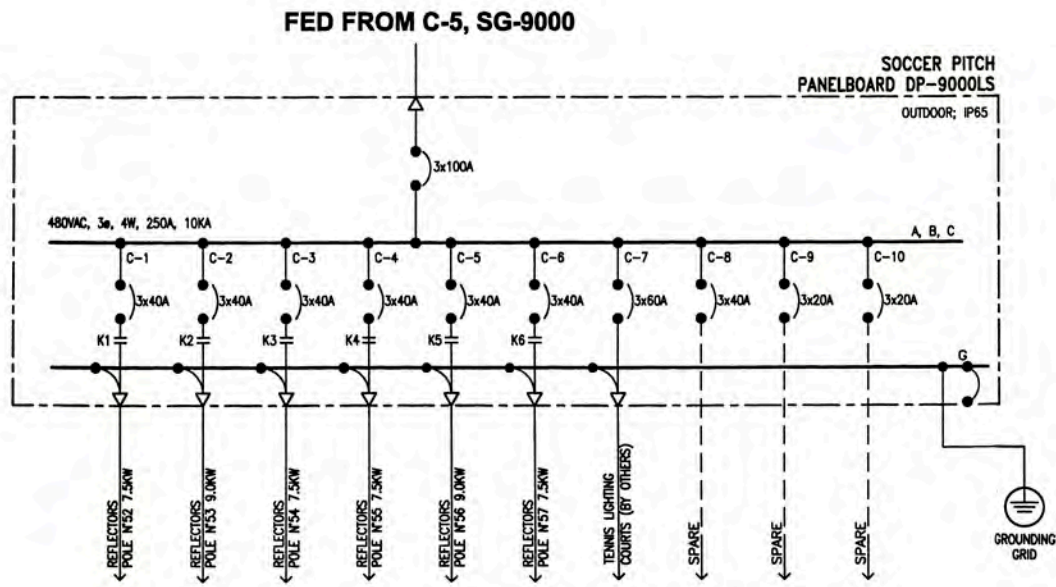 FED FROM C-5, SG-9000
SOCCER PITCH
PANELBOARD DP-9000LS
OUTDOOR; IP65
3x100A
480VAC, 3ø, 4W, 250A, 10KA
A, B, C
C-1
C-2
C-3
C-4
C-5
C-6
C-7
C-8
C-9
C-10
3x40A
3x40A
3x40A
3x40A
3x40A
3x40A
3x60A
3x40A
3x20A
3x20A
K1
K2
K3
K4
K5
K6
G
REFLECTORS
POLE N°52 7.5KW
REFLECTORS
POLE N°53 9.0KW
REFLECTORS
POLE N°54 7.5KW
REFLECTORS
POLE N°55 7.5KW
REFLECTORS
POLE N°56 9.0KW
REFLECTORS
POLE N°57 7.5KW
TENNIS LIGHTING
COURTS (BY OTHERS)
SPARE
SPARE
SPARE
GROUNDING
GRID